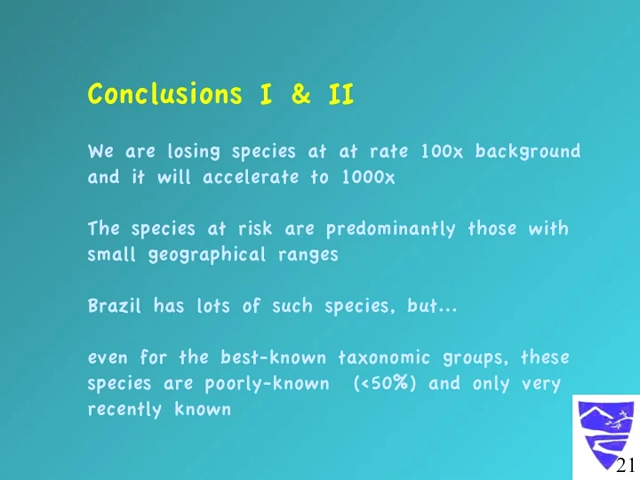 Conclusions I & II
We are losing species at at rate 100x background
and it will accelerate to 1000x
The species at risk are predominantly those with
small geographical ranges
Brazil has lots of such species, but...
even for the best-known taxonomic groups, these
species are poorly-known (<50%) and only very
recently known
21